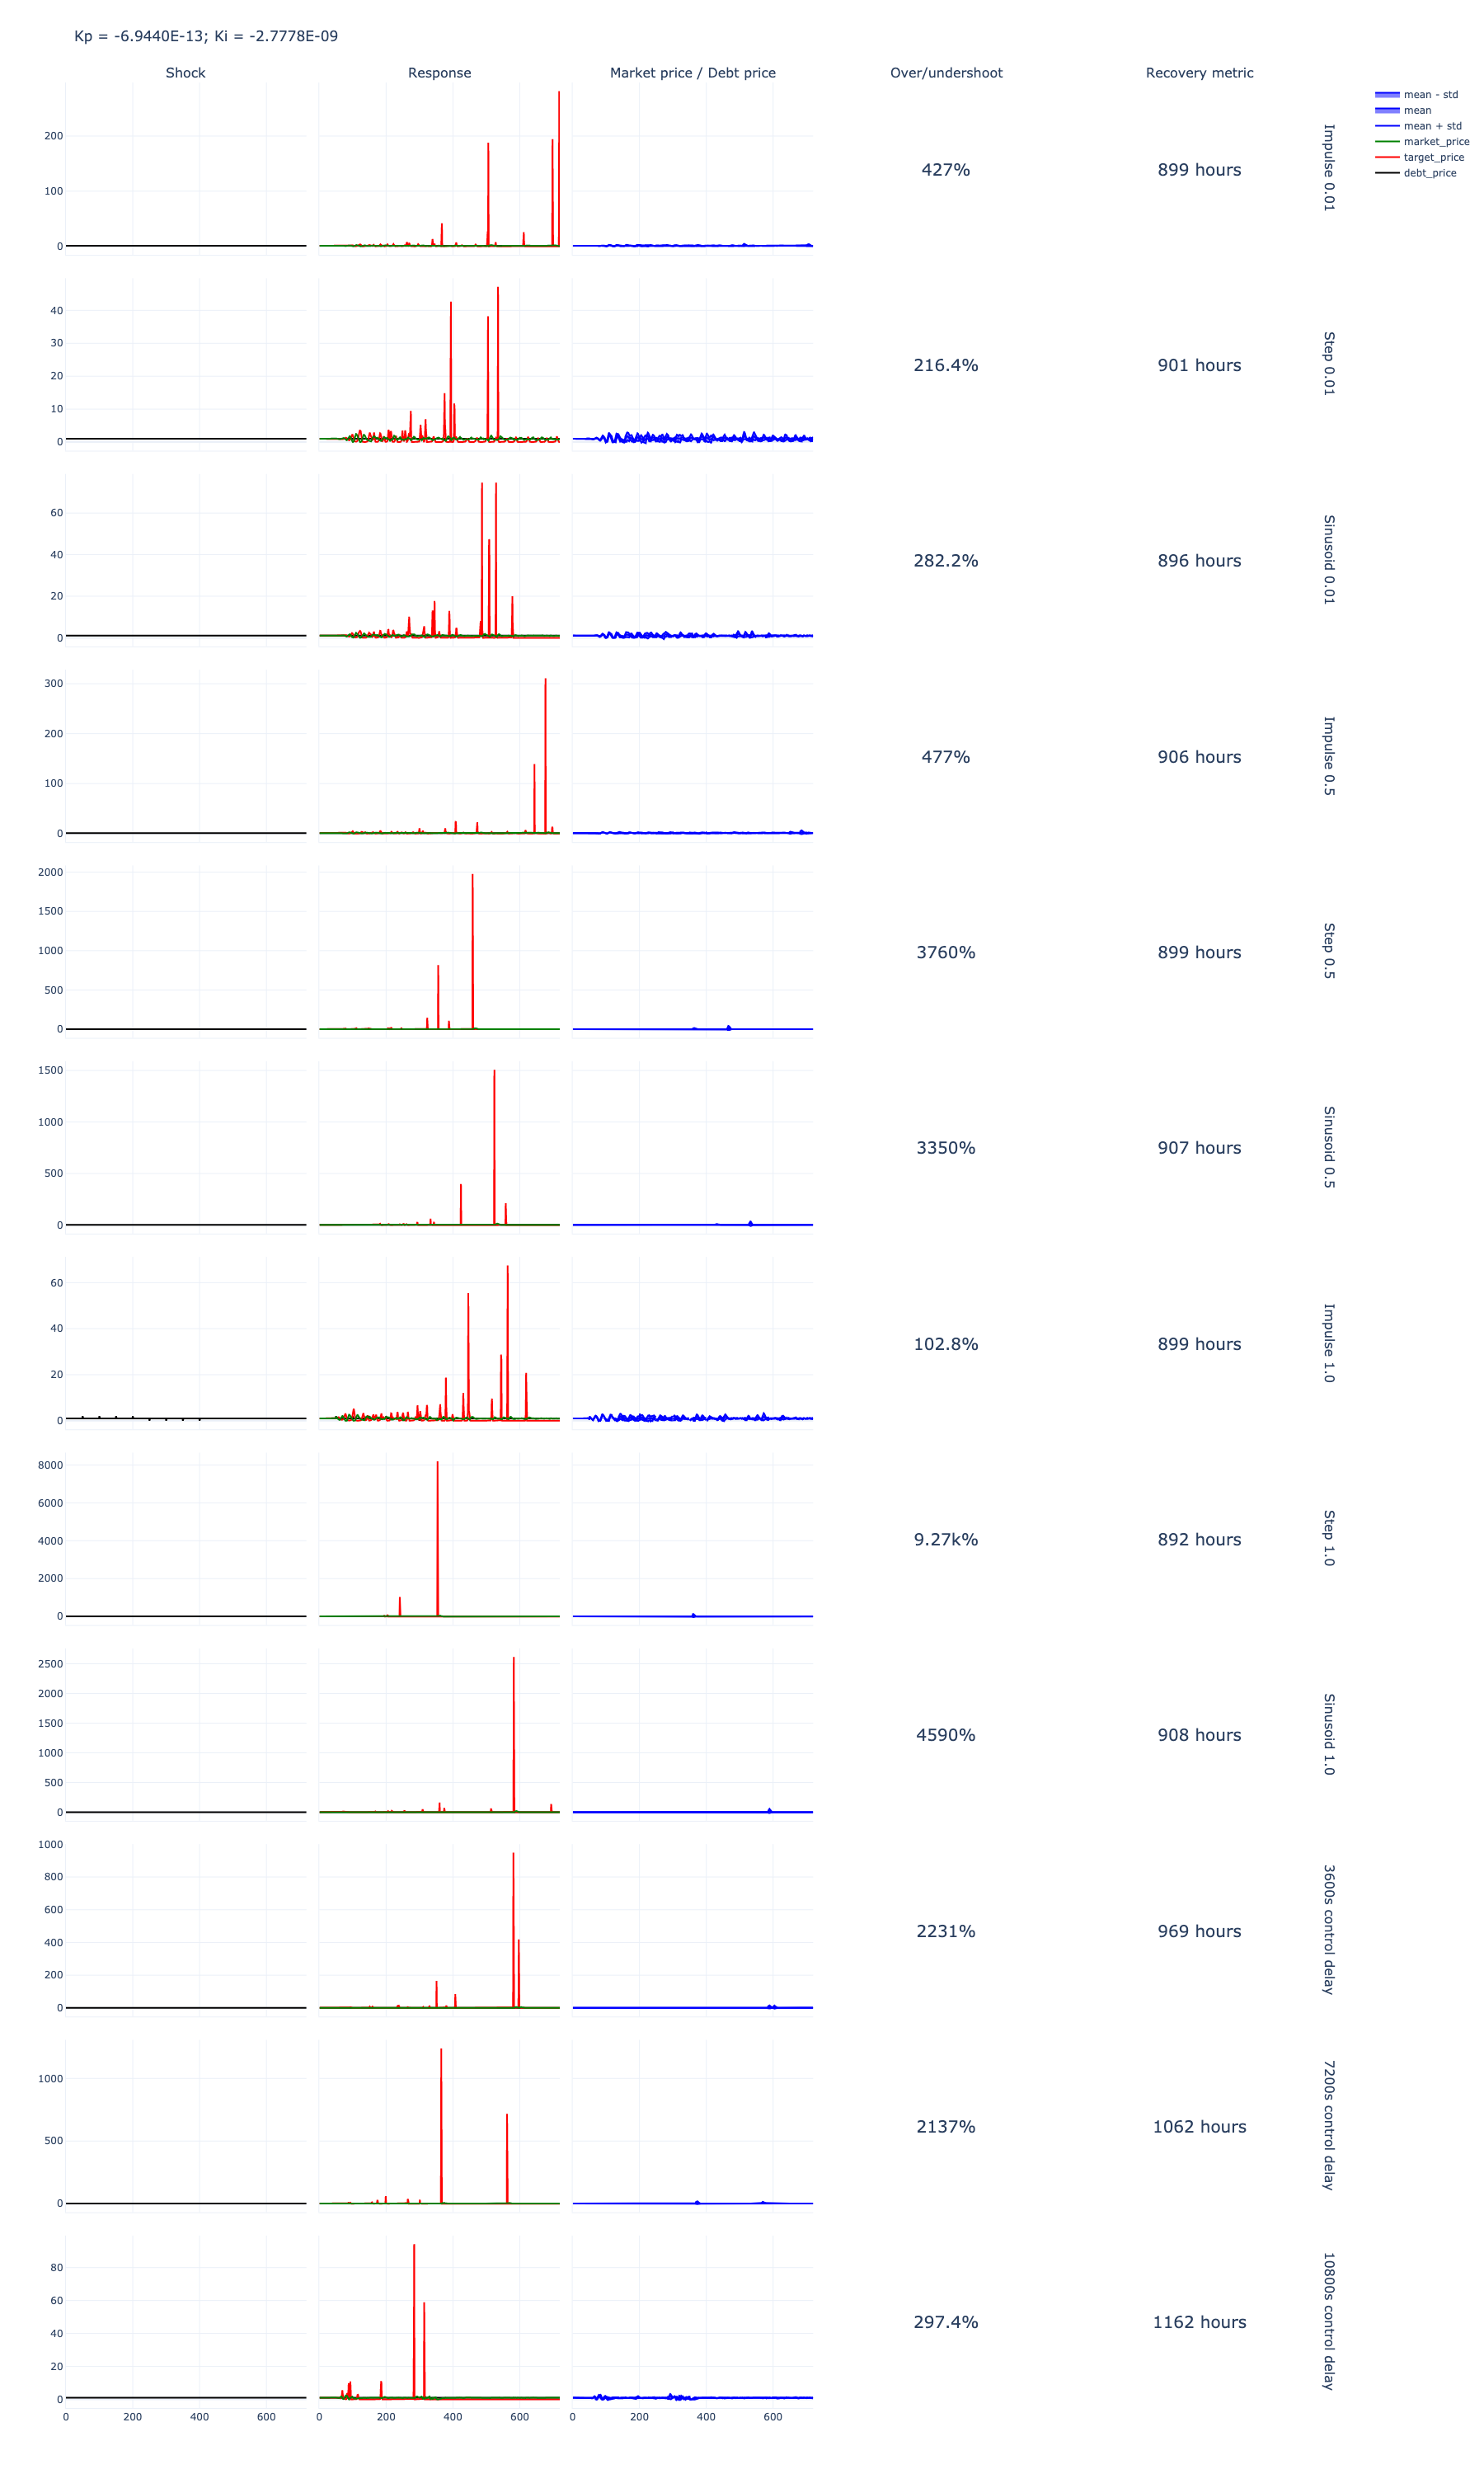 Kp = -6.9440E-13; Ki = -2.7778E-09
Shock
Response
Market price / Debt price
Over/undershoot
Recovery metric
mean - std
mean
mean + std
market_price
target_price
debt_price
200
100
0
427%
899 hours
Impulse 0.01
40
30
20
10
0
216.4%
901 hours
Step 0.01
60
40
20
0
282.2%
896 hours
Sinusoid 0.01
300
200
100
0
477%
906 hours
Impulse 0.5
2000
1500
1000
500
0
3760%
899 hours
Step 0.5
1500
1000
500
0
3350%
907 hours
Sinusoid 0.5
60
40
20
0
102.8%
899 hours
Impulse 1.0
8000
6000
4000
2000
0
9.27k%
892 hours
Step 1.0
2500
2000
1500
1000
500
0
4590%
908 hours
Sinusoid 1.0
1000
800
600
400
200
0
2231%
969 hours
3600s control delay
1000
500
0
2137%
1062 hours
7200s control delay
80
60
40
20
0
297.4%
1162 hours
10800s control delay
0 200 400 600
0 200 400 600
0 200 400 600